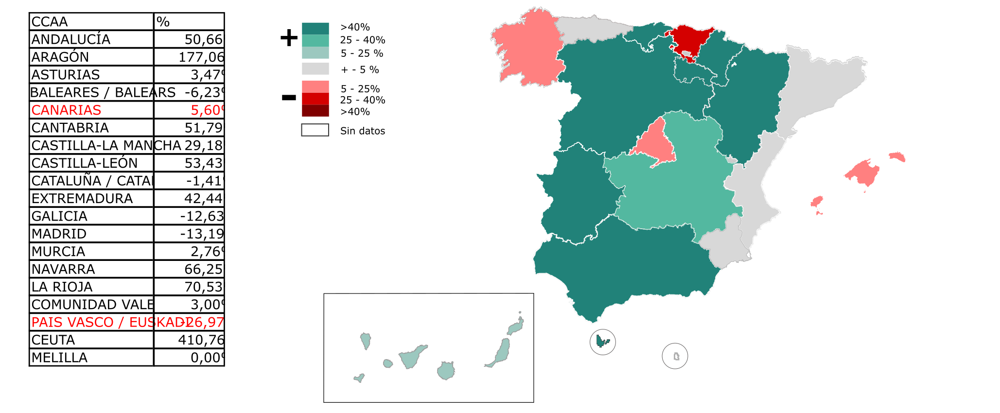 CCAA %
ANDALUCÍA 50,66
ARAGÓN 177,06
ASTURIAS 3,47%
BALEARES / BALEARS -6,23%
CANARIAS 5,60%
CANTABRIA 51,79
CASTILLA-LA MANCHA 29,18
CASTILLA-LEÓN 53,43
CATALUÑA / CATAL -1,41%
EXTREMADURA 42,44
GALICIA -12,63
MADRID -13,19
MURCIA 2,76%
NAVARRA 66,25
LA RIOJA 70,53
COMUNIDAD VALE 3,00%
PAIS VASCO / EUSKADI -26,97
CEUTA 410,76
MELILLA 0,00%
+
>40%
25 - 40%
5 - 25 %
+ - 5 %
-
5 - 25%
25 - 40%
>40%
Sin datos